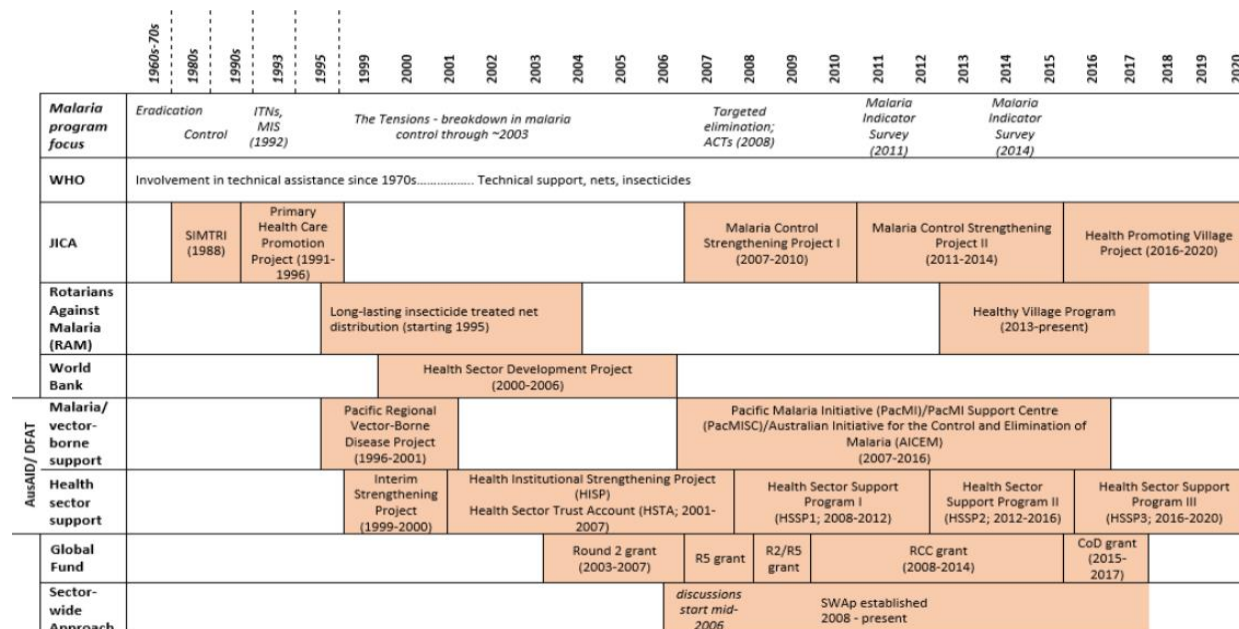 1960s-70s
1980s
1990s
1993
1995
1999
2000
2001
2002
2003
2004
2005
2006
2007
2008
2009
2010
2011
2012
2013
2014
2015
2016
2017
2018
2019
2020
Malaria
program
focus
Eradication
Control
ITNs,
MIS
(1992)
The Tensions - breakdown in malaria
control through ~2003
Targeted
elimination;
ACTs (2008)
Malaria
Indicator
Survey
(2011)
Malaria
Indicator
Survey
(2014)
WHO
Involvement in technical assistance since 1970s................ Technical support, nets, insecticides
JICA
SIMTRI
(1988)
Primary
Health Care
Promotion
Project (1991-
1996)
Malaria Control
Strengthening Project I
(2007-2010)
Malaria Control Strengthening
Project II
(2011-2014)
Health Promoting Village
Project (2016-2020)
Rotarians
Against
Malaria
(RAM)
Long-lasting insecticide treated net
distribution (starting 1995)
Healthy Village Program
(2013-present)
World
Bank
Health Sector Development Project
(2000-2006)
AusAID/ DFAT
Malaria/
vector-
borne
support
Pacific Regional
Vector-Borne
Disease Project
(1996-2001)
Pacific Malaria Initiative (PacMI)/PacMI Support Centre
(PacMISC)/Australian Initiative for the Control and Elimination of
Malaria (AICEM)
(2007-2016)
Health
sector
support
Interim
Strengthening
Project
(1999-2000)
Health Institutional Strengthening Project
(HISP)
Health Sector Trust Account (HSTA; 2001-
2007)
Health Sector Support
Program I
(HSSP1; 2008-2012)
Health Sector
Support Program II
(HSSP2; 2012-2016)
Health Sector Support
Program III
(HSSP3; 2016-2020)
Global
Fund
Round 2 grant
(2003-2007)
R5 grant
R2/R5
grant
RCC grant
(2008-2014)
CoD grant
(2015-
2017)
Sector-
wide
Approach
discussions
start mid-
2006
SWAp established
2008 - present